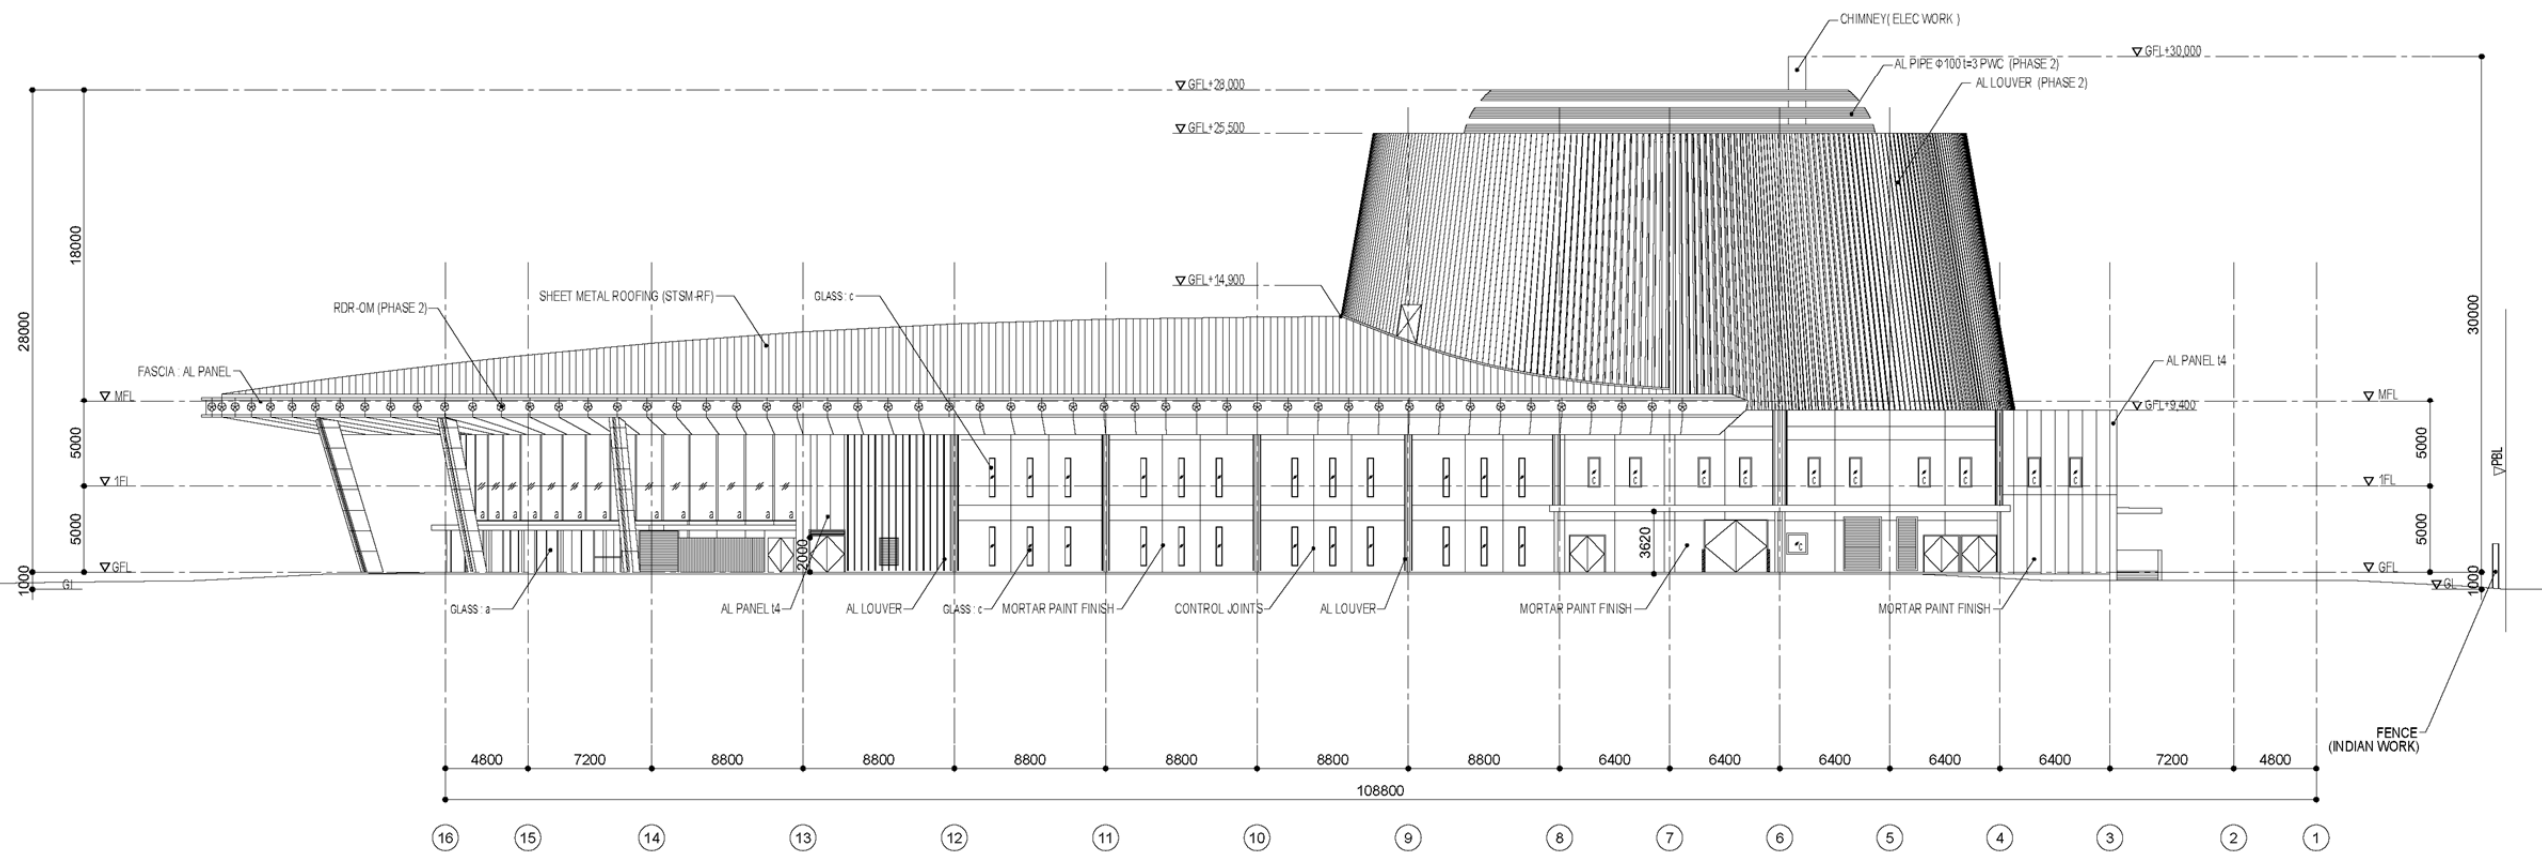 CHIMNEY( ELEC WORK )
▽ GFL+30,000
AL PIPE Φ100 t=3 PWC (PHASE 2)
AL LOUVER (PHASE 2)
▽ GFL+28,000
▽ GFL+25,500
18000
28000
30000
▽ GFL+14,900
SHEET METAL ROOFING (STSM-RF)
GLASS : c
RDR-OM (PHASE 2)
FASCIA : AL PANEL
AL PANEL t4
▽ MFL
▽ MFL
▽ GFL+9,400
5000
5000
▽PBL
c c c c c c c c c c
▽ 1FL
▽ 1FL
a a a a a a a a a a a a a
5000
2000
3620
c
5000
▽ GFL
▽ GFL
1000
GL
▽ GL
1000
GLASS : a
AL PANEL t4
AL LOUVER
GLASS : c
MORTAR PAINT FINISH
CONTROL JOINTS
AL LOUVER
MORTAR PAINT FINISH
MORTAR PAINT FINISH
FENCE
(INDIAN WORK)
4800 7200 8800 8800 8800 8800 8800 8800 6400 6400 6400 6400 6400 7200 4800
108800
16 15 14 13 12 11 10 9 8 7 6 5 4 3 2 1